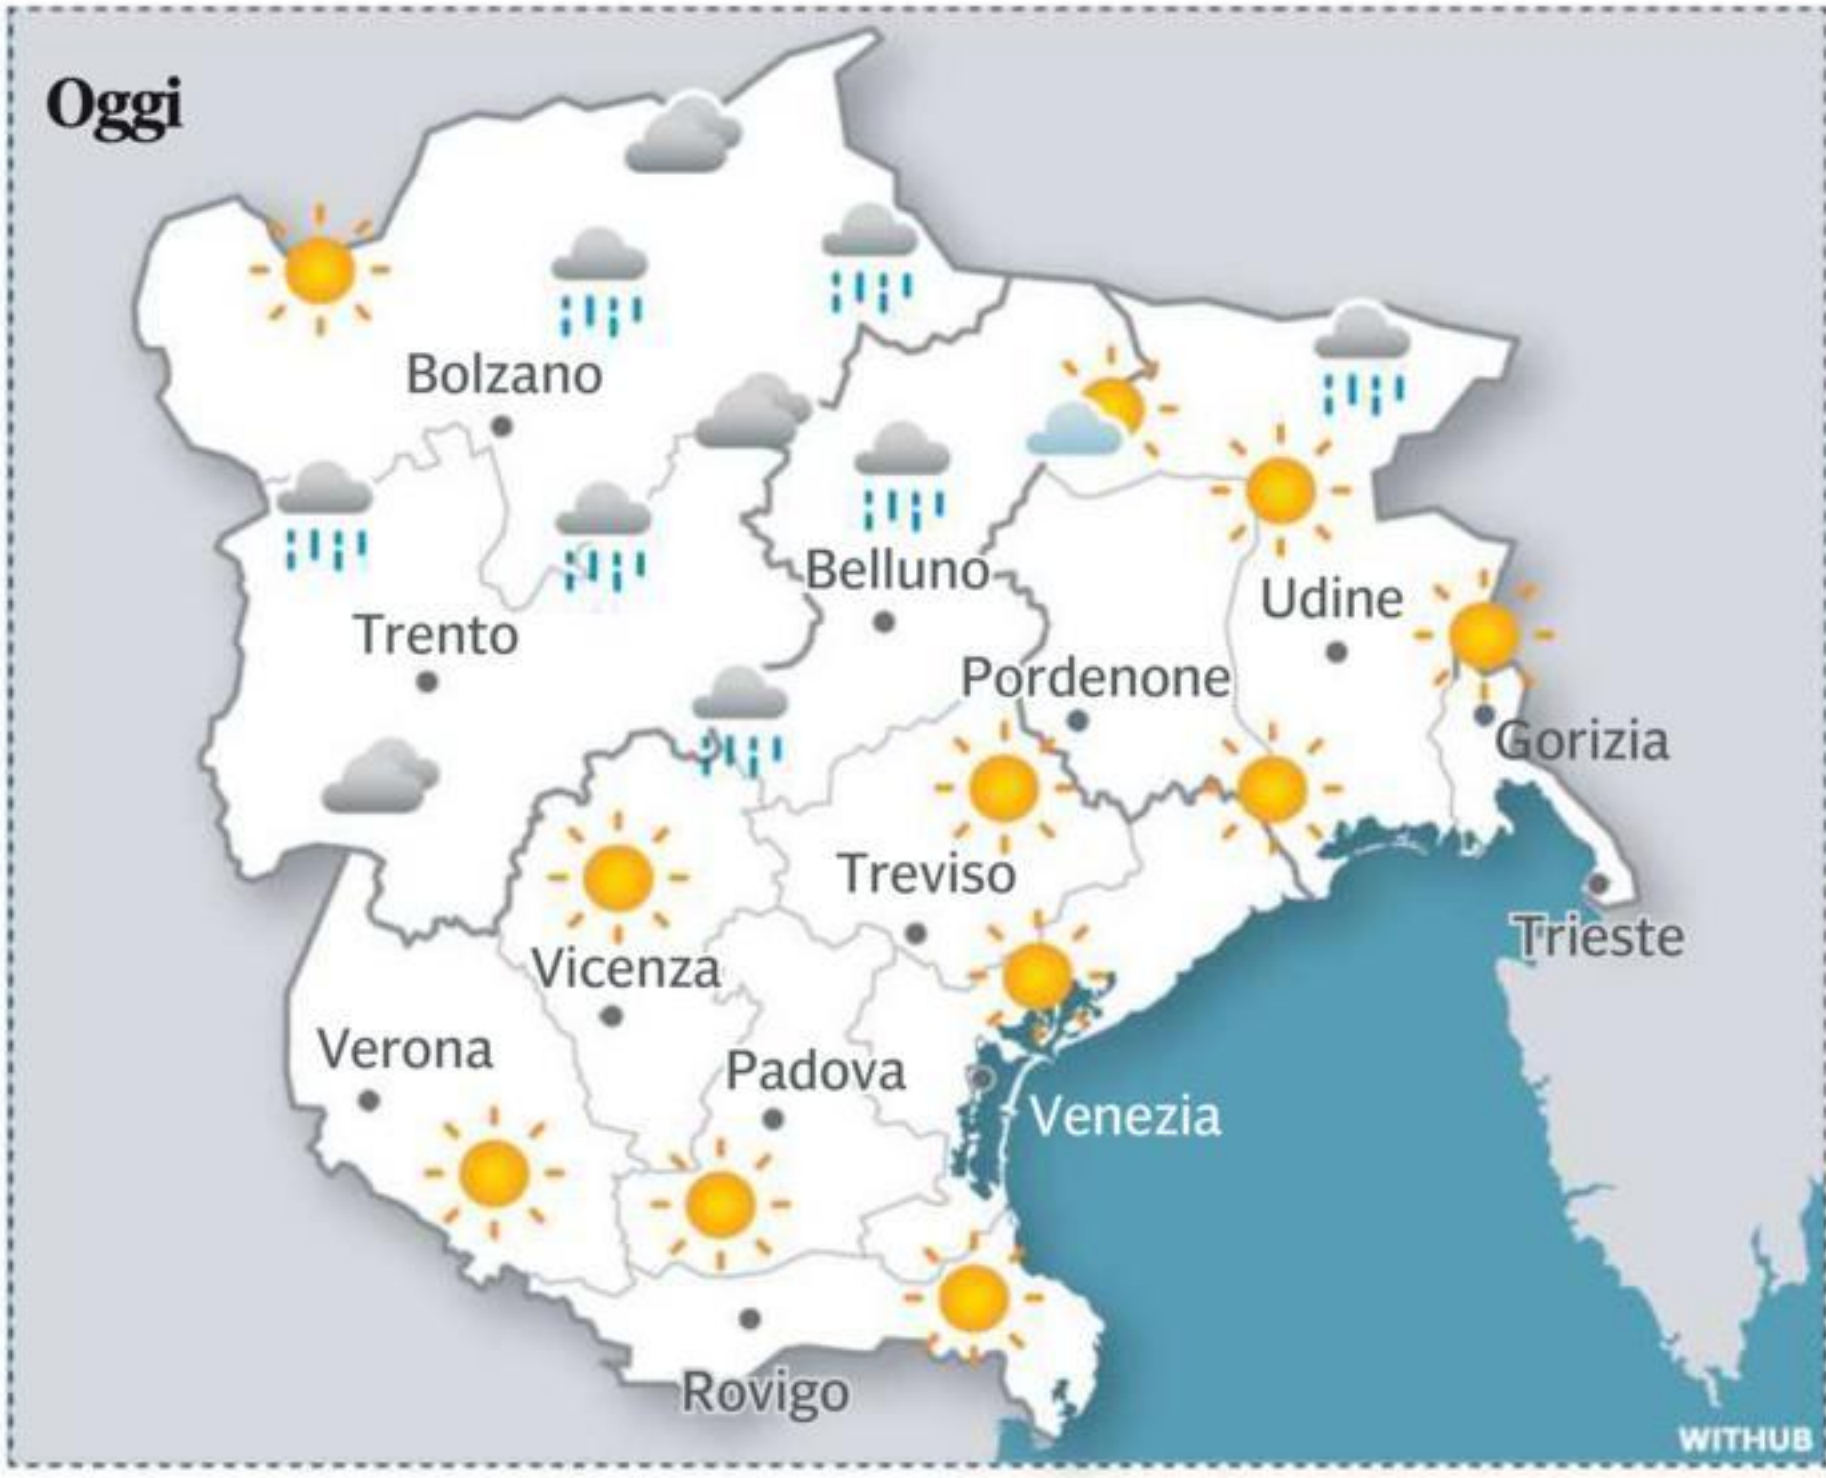 Oggi
Bolzano
Belluno
Trento
Udine
Pordenone
Gorizia
Treviso
Trieste
Vicenza
Verona
Padova
Venezia
Rovigo
WITHUB